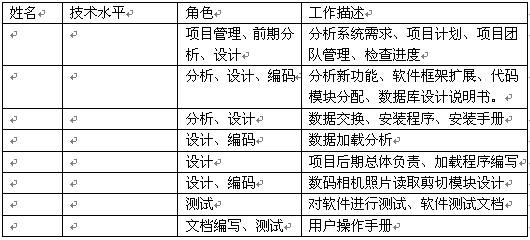 姓名 技术水平 角色 工作描述
项目管理、前期分 分析系统需求、项目计划、项目团
析、设计 队管理、检查进度
分析、设计、编码 分析新功能、软件框架扩展、代码
模块分配、数据库设计说明书。
分析、设计 数据交换、安装程序、安装手册
设计、编码 数据加载分析
设计 项目后期总体负责、加载程序编写
设计、编码 数码相机照片读取剪切模块设计
测试 对软件进行测试、软件测试文档
文档编写、测试 用户操作手册